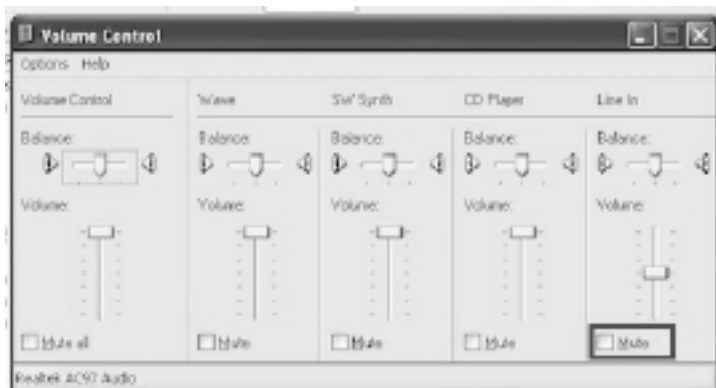 Volume Control
Options Help
Volume Control Wave SW Synth CD Player Line In
Balance: Balance: Balance: Balance: Balance:
Volume: Volume: Volume: Volume: Volume:
Mute all Mute Mute Mute Mute
Realtek AC97 Audio